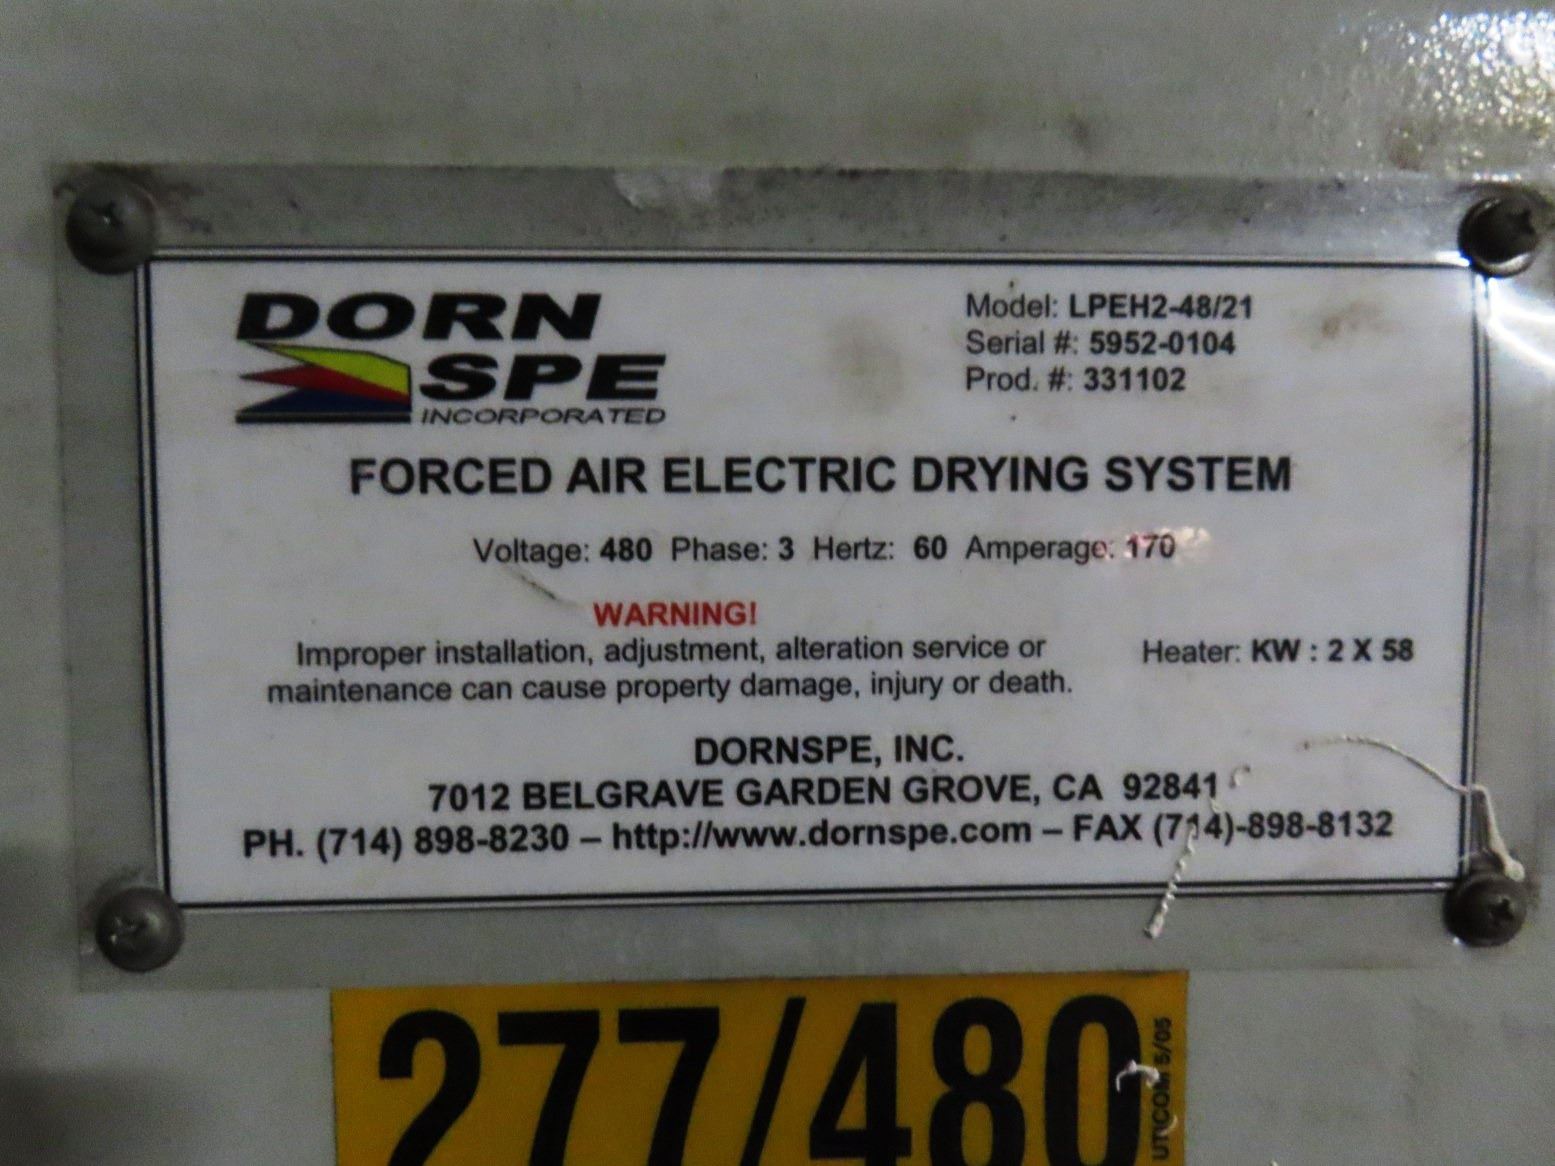 DORN
SPE
INCORPORATED
Model: LPEH2-48/21
Serial #: 5952-0104
Prod. #: 331102
FORCED AIR ELECTRIC DRYING SYSTEM
Voltage: 480 Phase: 3 Hertz: 60 Amperage: 170
WARNING!
Improper installation, adjustment, alteration service or
maintenance can cause property damage, injury or death.
Heater: KW : 2 X 58
DORNSPE, INC.
7012 BELGRAVE GARDEN GROVE, CA 92841
PH. (714) 898-8230 – http://www.dornspe.com – FAX (714)-898-8132
277/480
5/05